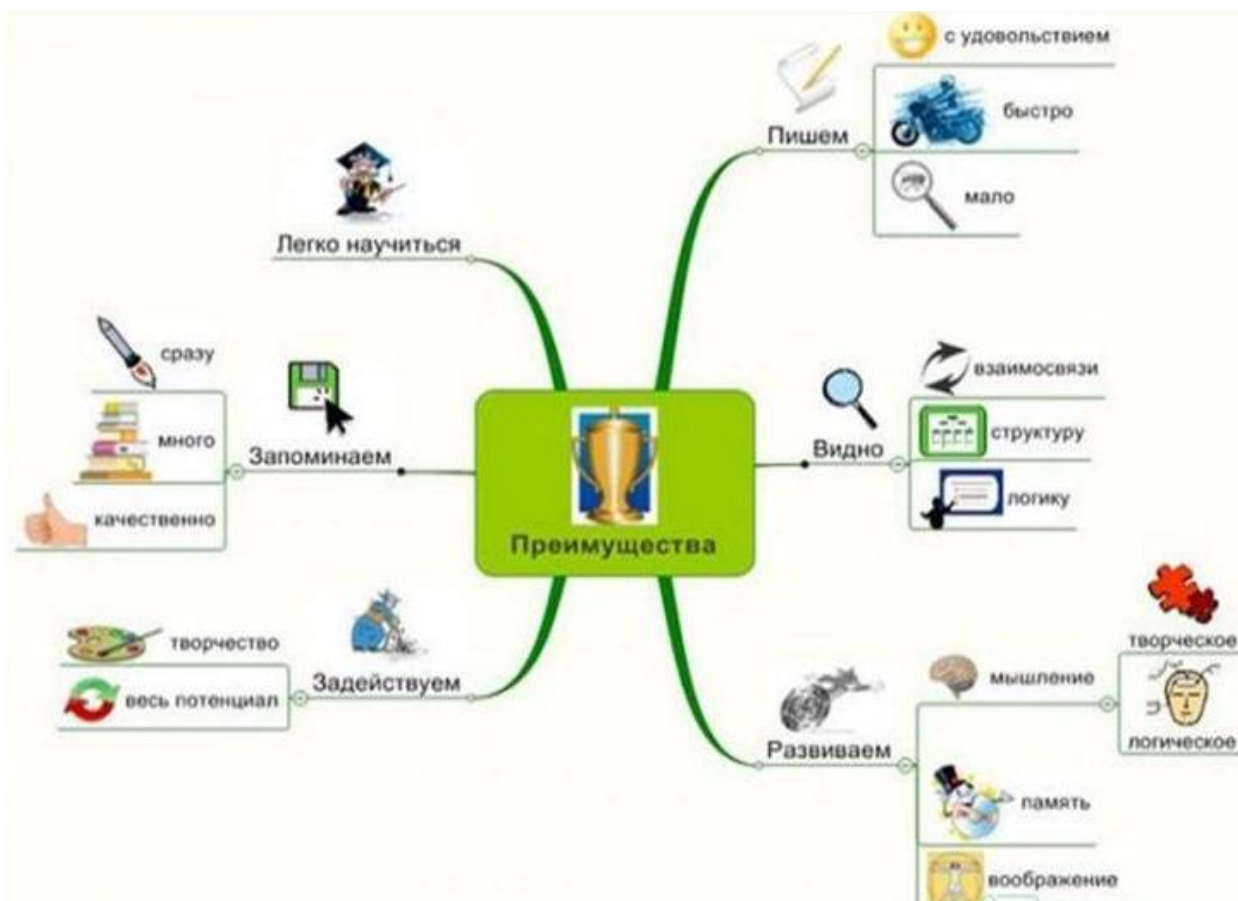 с удовольствием
быстро
Пишем
мало
Легко научиться
сразу
много
Запоминаем
качественно
взаимосвязи
Видно
структуру
логику
Преимущества
творчество
Задействуем
весь потенциал
творческое
мышление
логическое
Развиваем
память
воображение